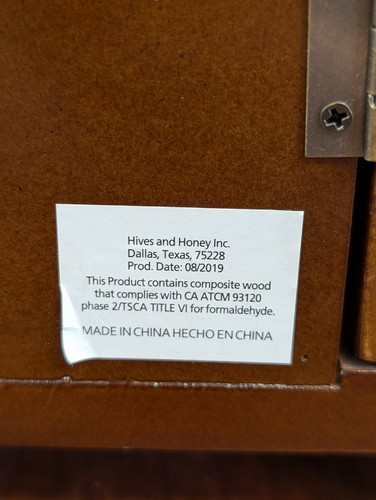 Hives and Honey Inc.
Dallas, Texas, 75228
Prod. Date: 08/2019
This Product contains composite wood
that complies with CA ATCM 93120
phase 2/TSCA TITLE VI for formaldehyde.
MADE IN CHINA HECHO EN CHINA